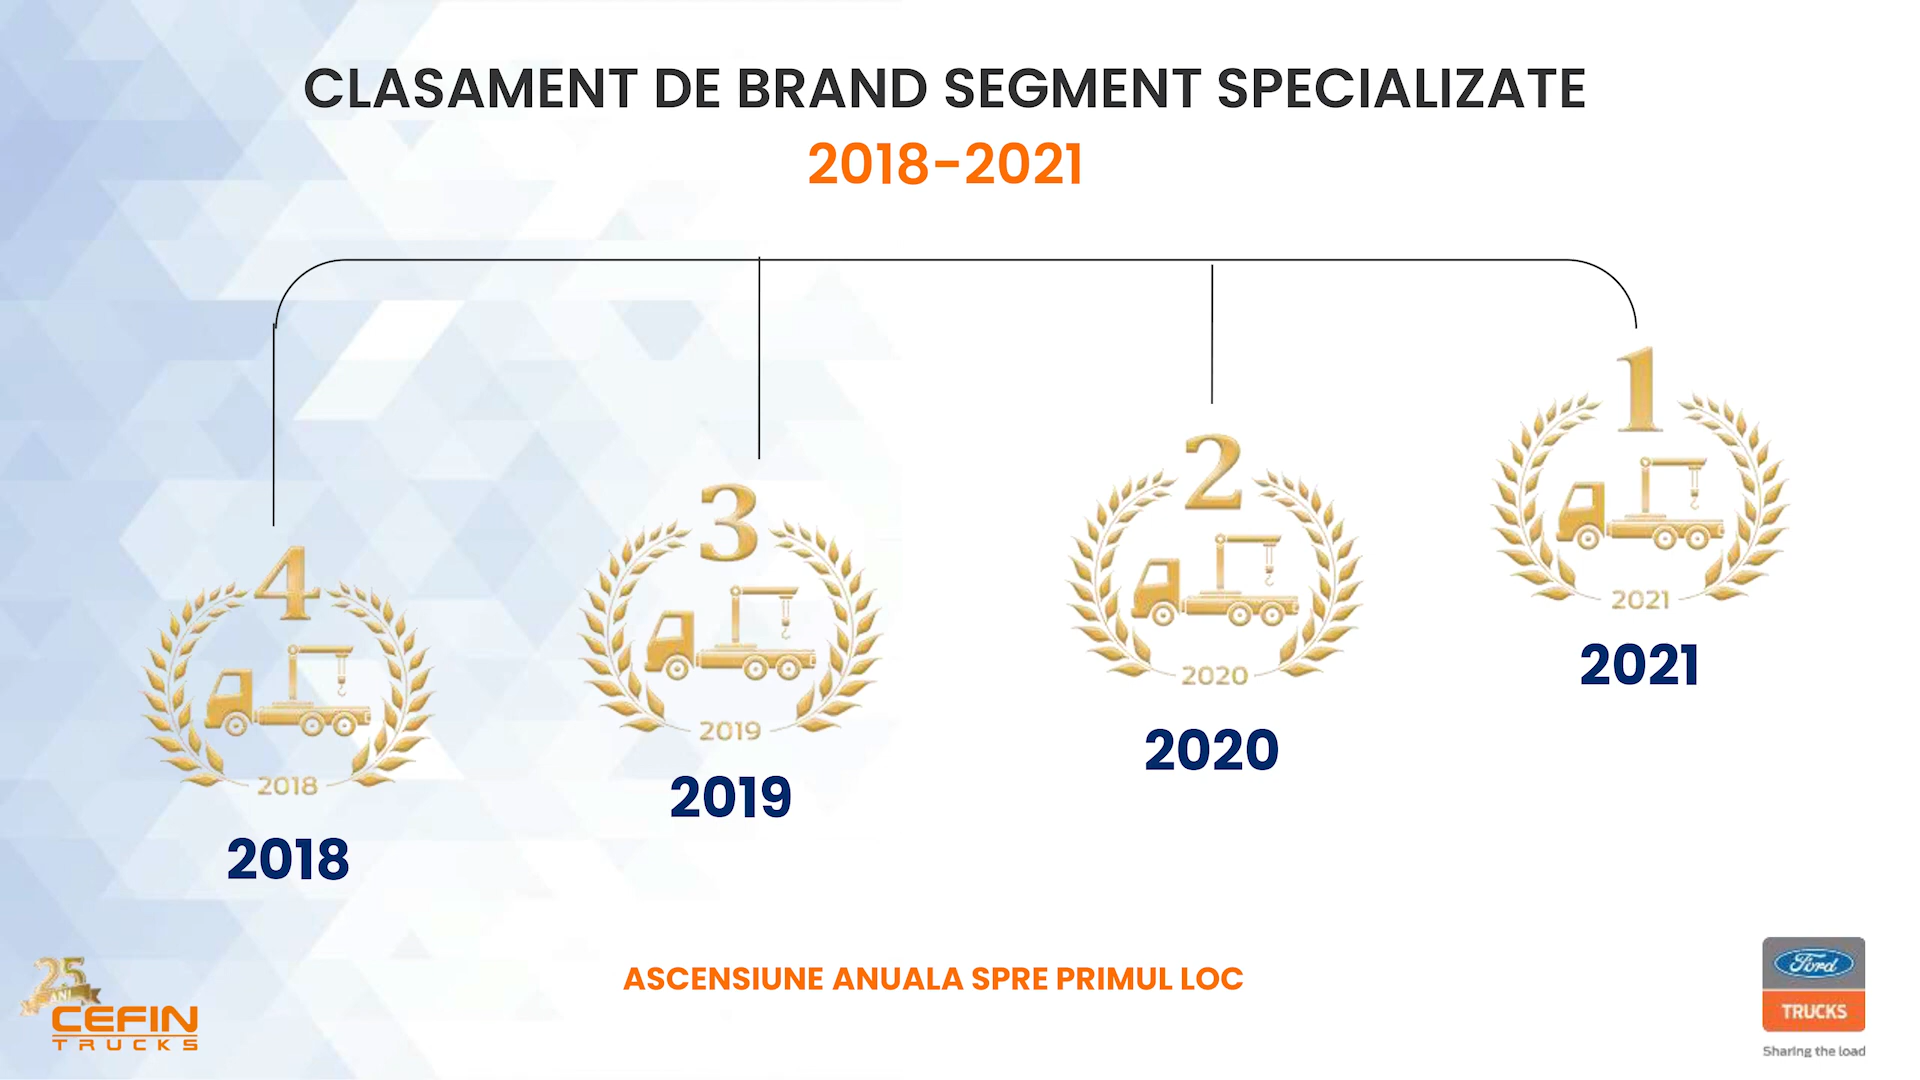 CLASAMENT DE BRAND SEGMENT SPECIALIZATE
2018-2021
4
2018
2018
3
2019
2019
2
2020
2020
1
2021
2021
ASCENSIUNE ANUALA SPRE PRIMUL LOC
25
ANI
CEFIN
TRUCKS
Ford
TRUCKS
Sharing the load